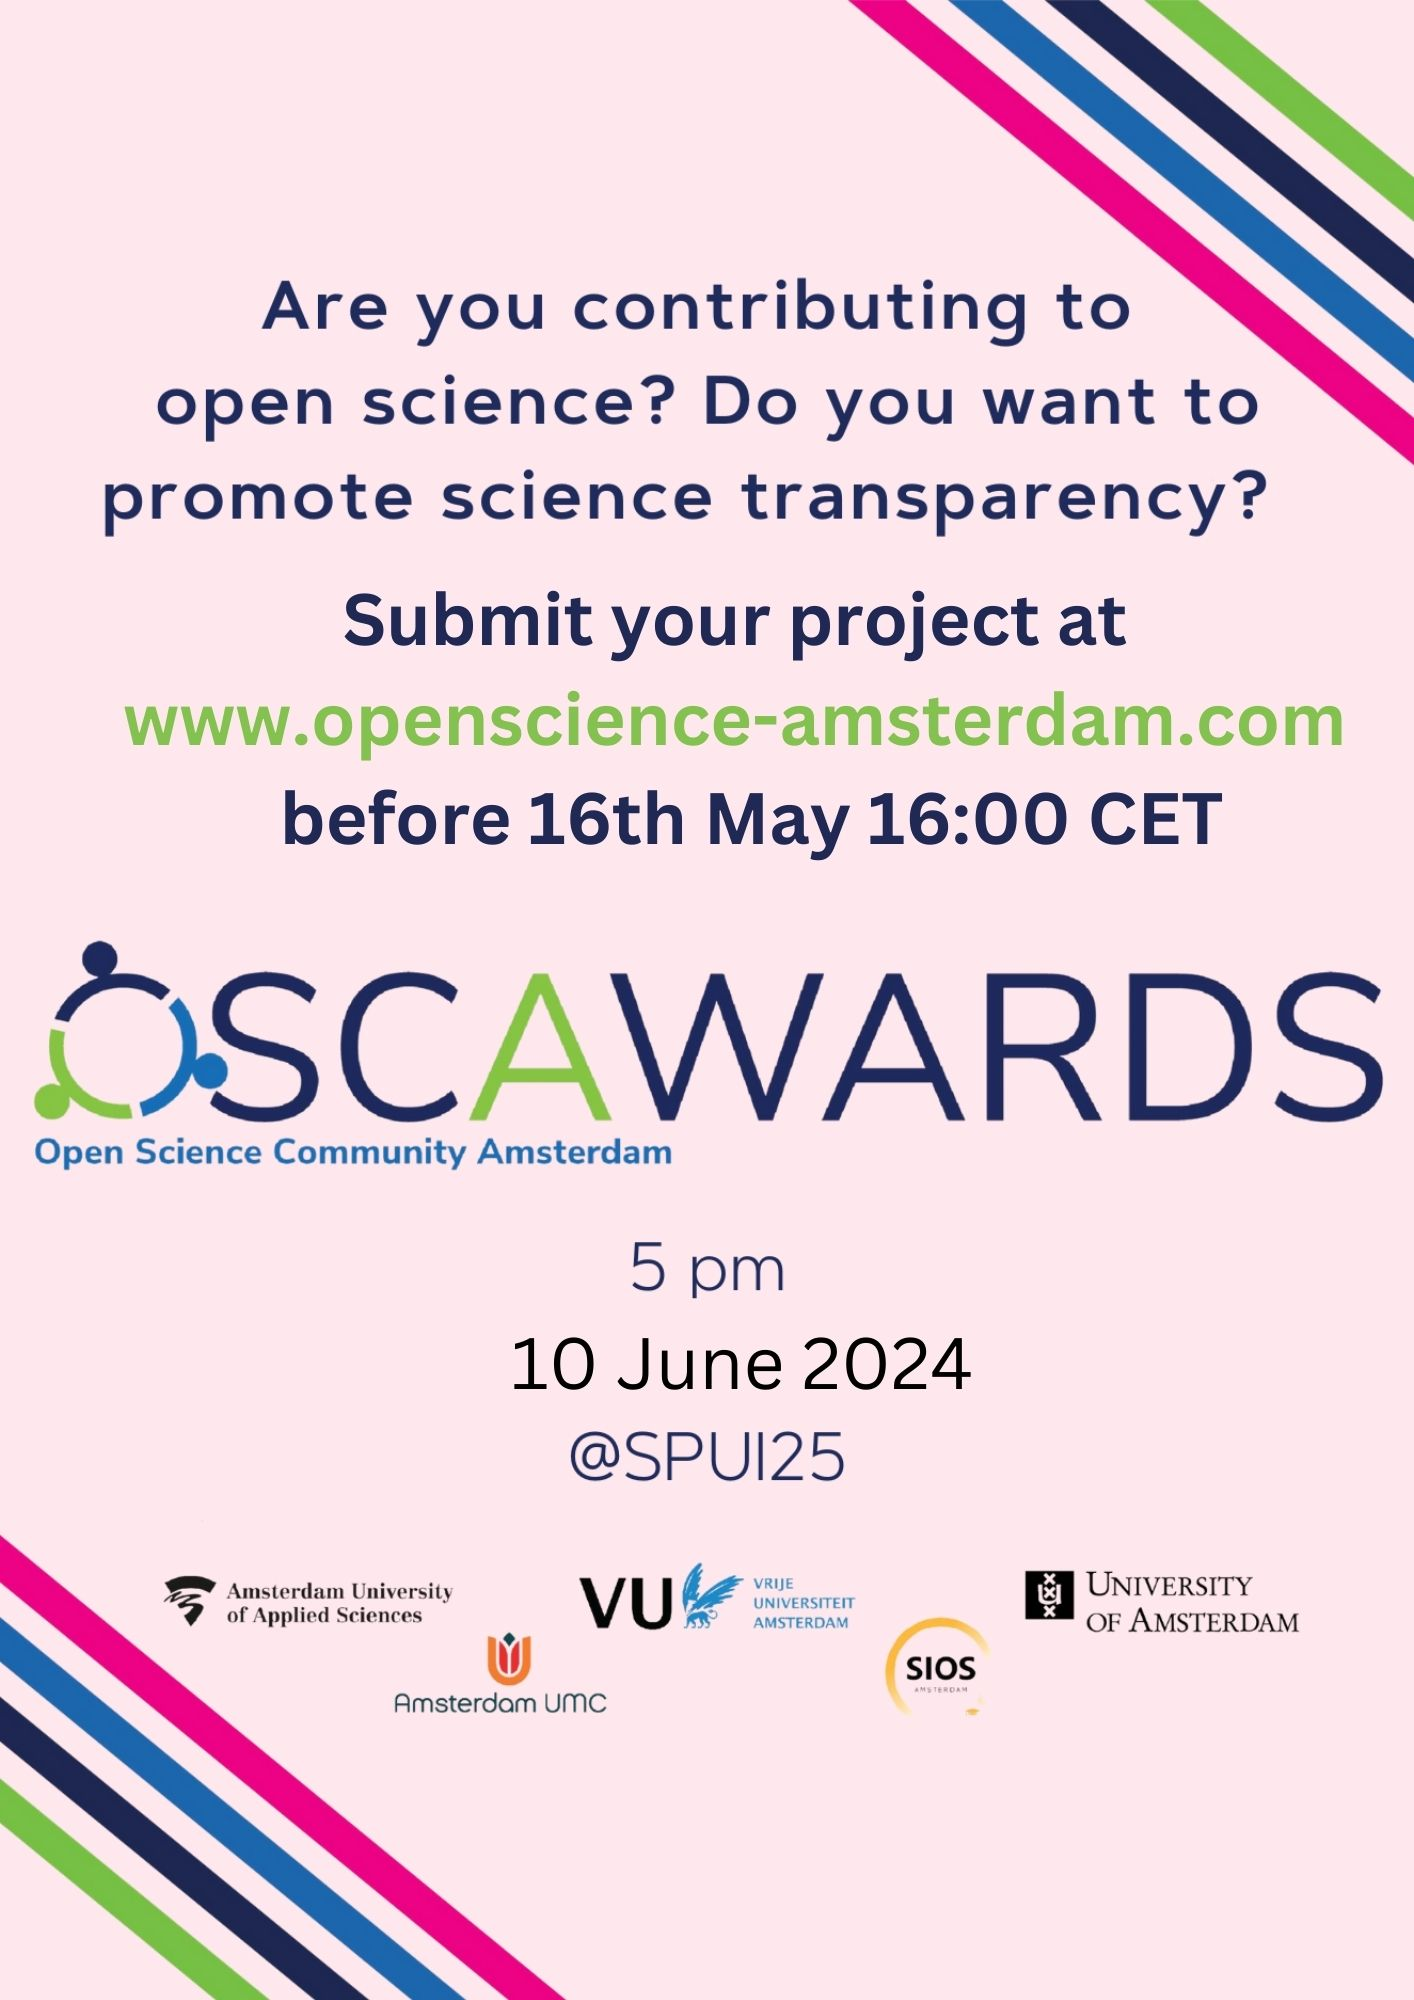 Are you contributing to
open science? Do you want to
promote science transparency?
Submit your project at
www.openscience-amsterdam.com
before 16th May 16:00 CET
OSCAWARDS
Open Science Community Amsterdam
5 pm
10 June 2024
@SPUI25
Amsterdam University
of Applied Sciences
VU
VRIJE
UNIVERSITEIT
AMSTERDAM
UNIVERSITY
OF AMSTERDAM
Amsterdam UMC
SIOS
AMSTERDAM